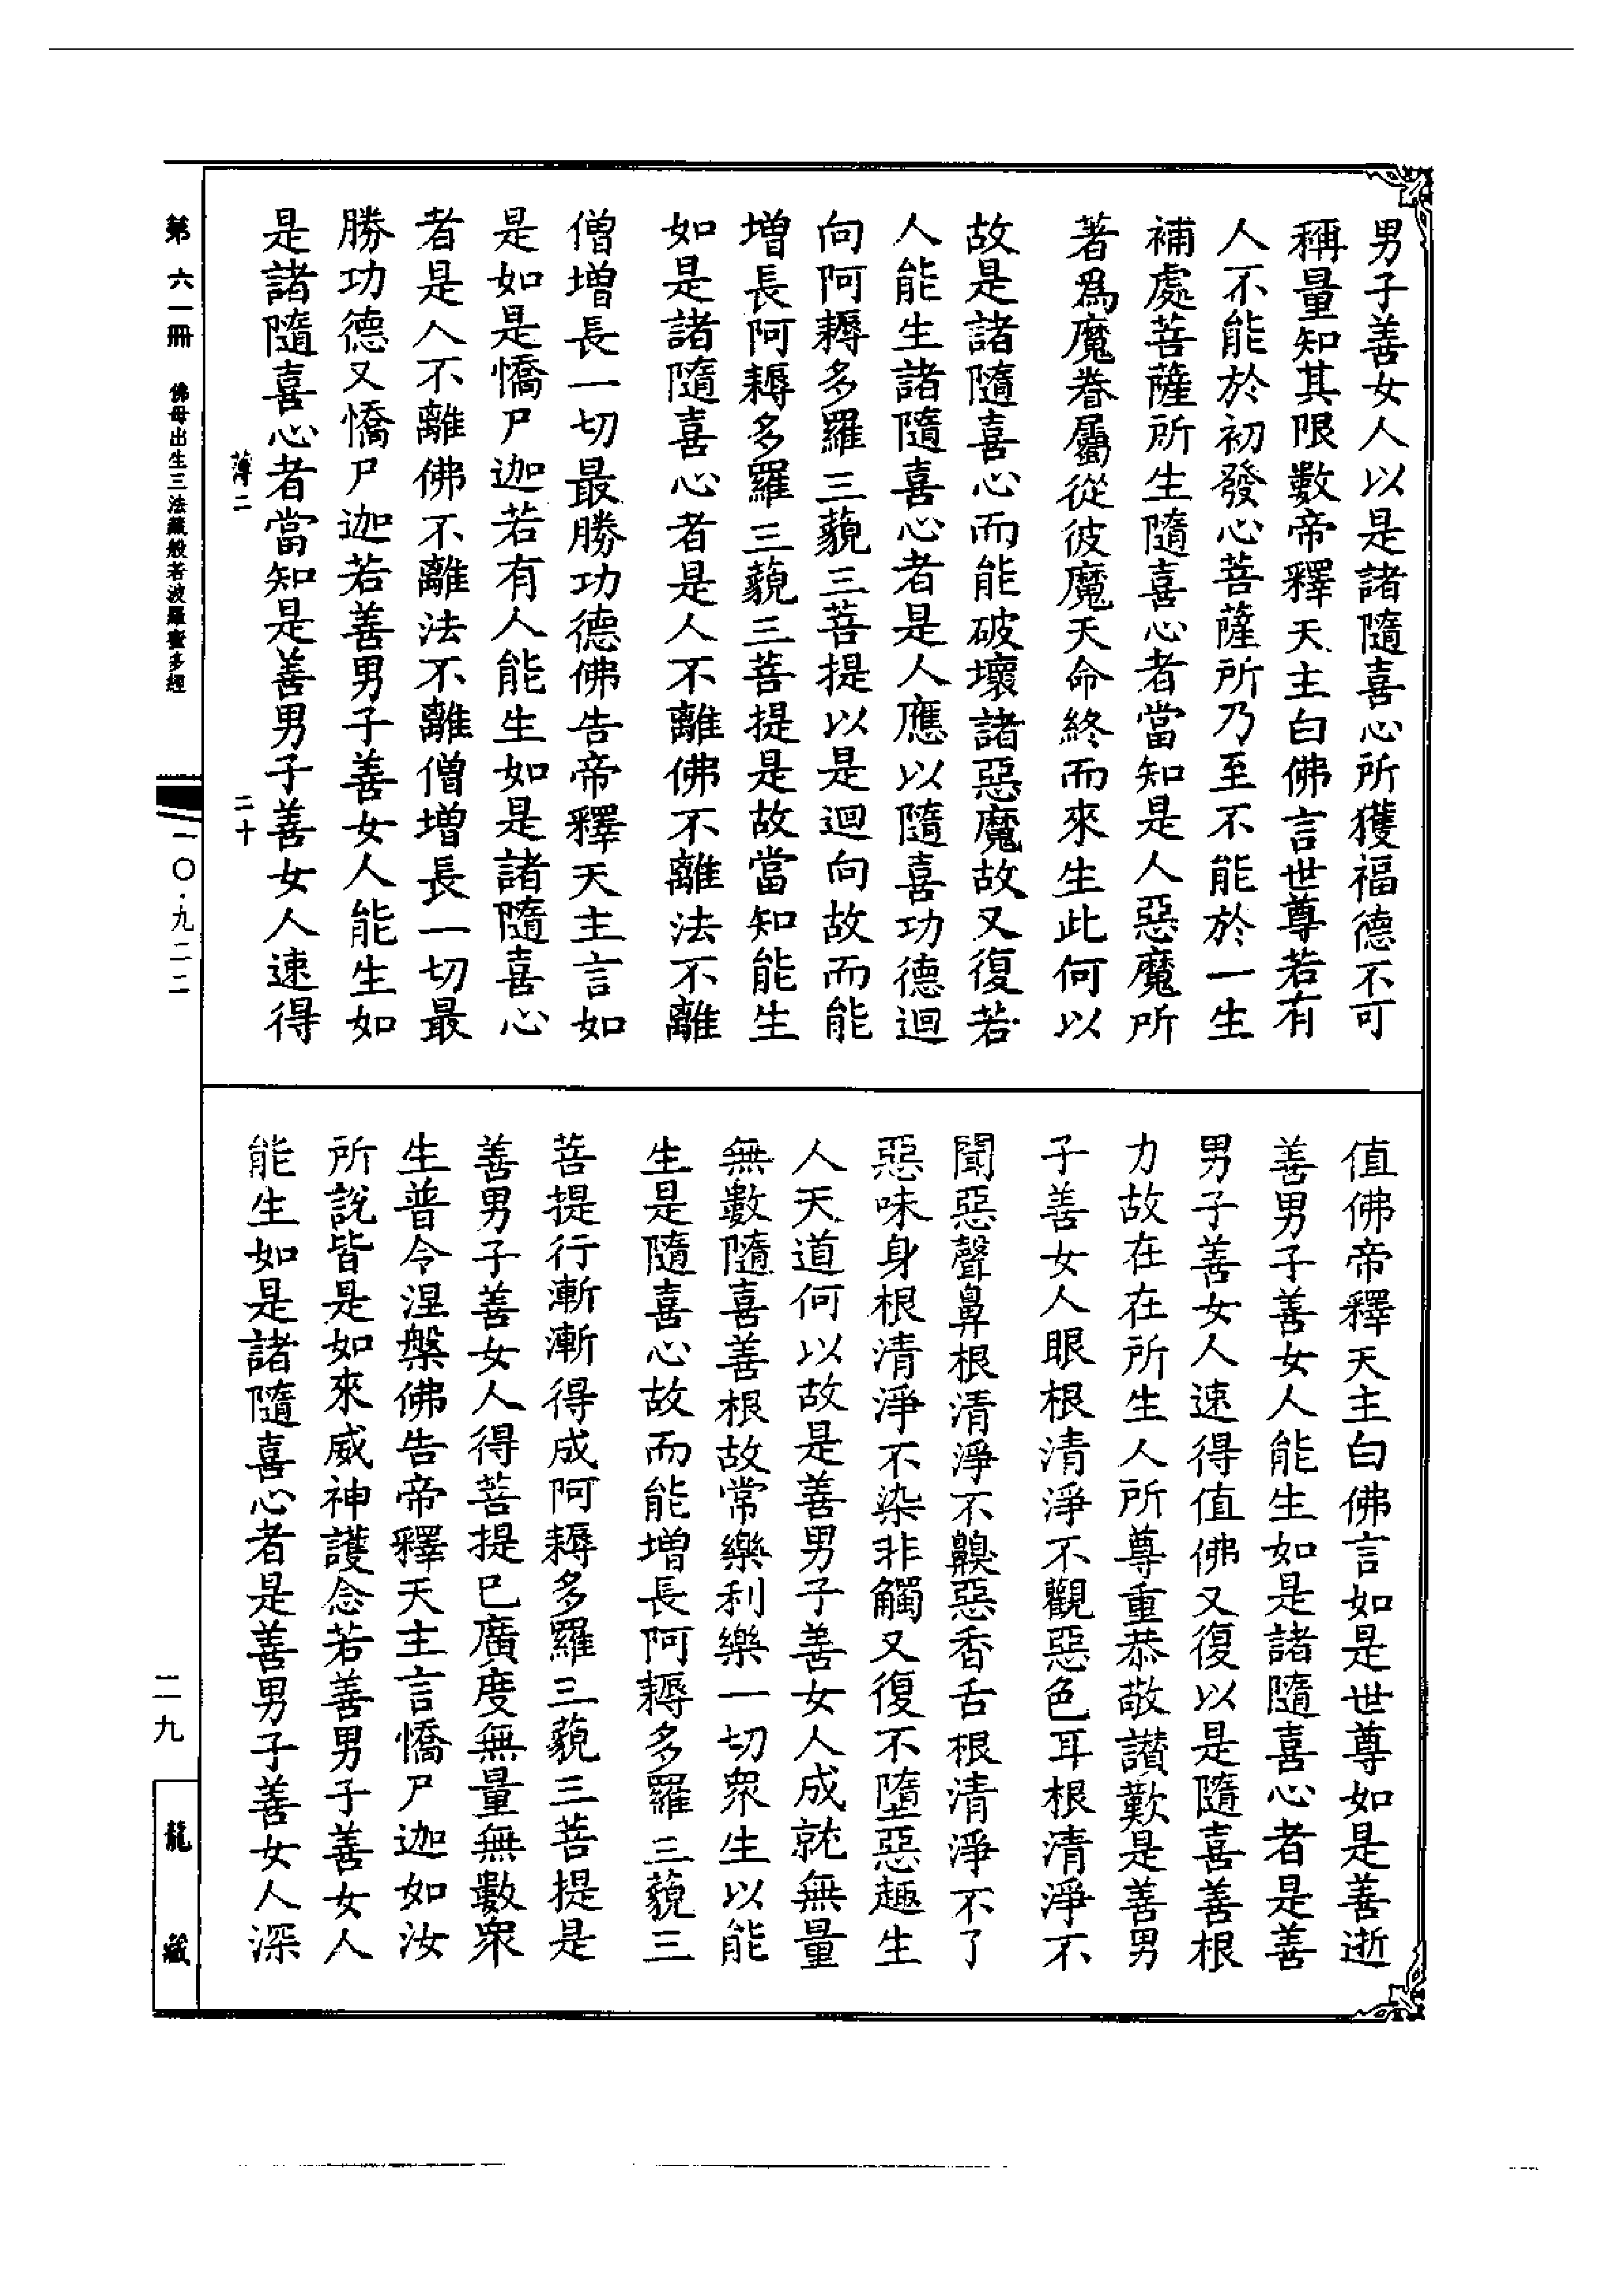 男子善女人以是諸隨喜心所獲福德不可
稱量知其限數帝釋天主白佛言世尊若有
人不能於初發心菩薩所乃至不能於一生
補處菩薩所生隨喜心者當知是人惡魔所
著爲魔眷屬從彼魔天命終而來生此何以
故是諸隨喜心而能破壞諸惡魔故又復若
人能生諸隨喜心者是人應以隨喜功德迴
向阿耨多羅三藐三菩提以是迴向故而能
增長阿耨多羅三藐三菩提是故當知能生
如是諸隨喜心者是人不離佛不離法不離
僧增長一切最勝功德佛告帝釋天主言如
是如是憍尸迦若有人能生如是諸隨喜心
者是人不離佛不離法不離僧增長一切最
勝功德又憍尸迦若善男子善女人能生如
是諸隨喜心者當知是善男子善女人速得
薄二 二十
值佛帝釋天主白佛言如是世尊如是善逝
善男子善女人能生如是諸隨喜心者是善
男子善女人速得值佛又復以是隨喜善根
力故在在所生人所尊重恭敬讃歎是善男
子善女人眼根清淨不觀惡色耳根清淨不
聞惡聲鼻根清淨不齅惡香舌根清淨不了
惡味身根清淨不染非觸又復不墮惡趣生
人天道何以故是善男子善女人成就無量
無數隨喜善根故常樂利樂一切衆生以能
生是隨喜心故而能增長阿耨多羅三藐三
菩提行漸漸得成阿耨多羅三藐三菩提是
善男子善女人得菩提已廣度無量無數衆
生普令涅槃佛告帝釋天主言憍尸迦如汝
所說皆是如來威神護念若善男子善女人
能生如是諸隨喜心者是善男子善女人深
第六一冊 佛母出生三法藏般若波羅蜜多經
一〇·九二二
二九
龍藏